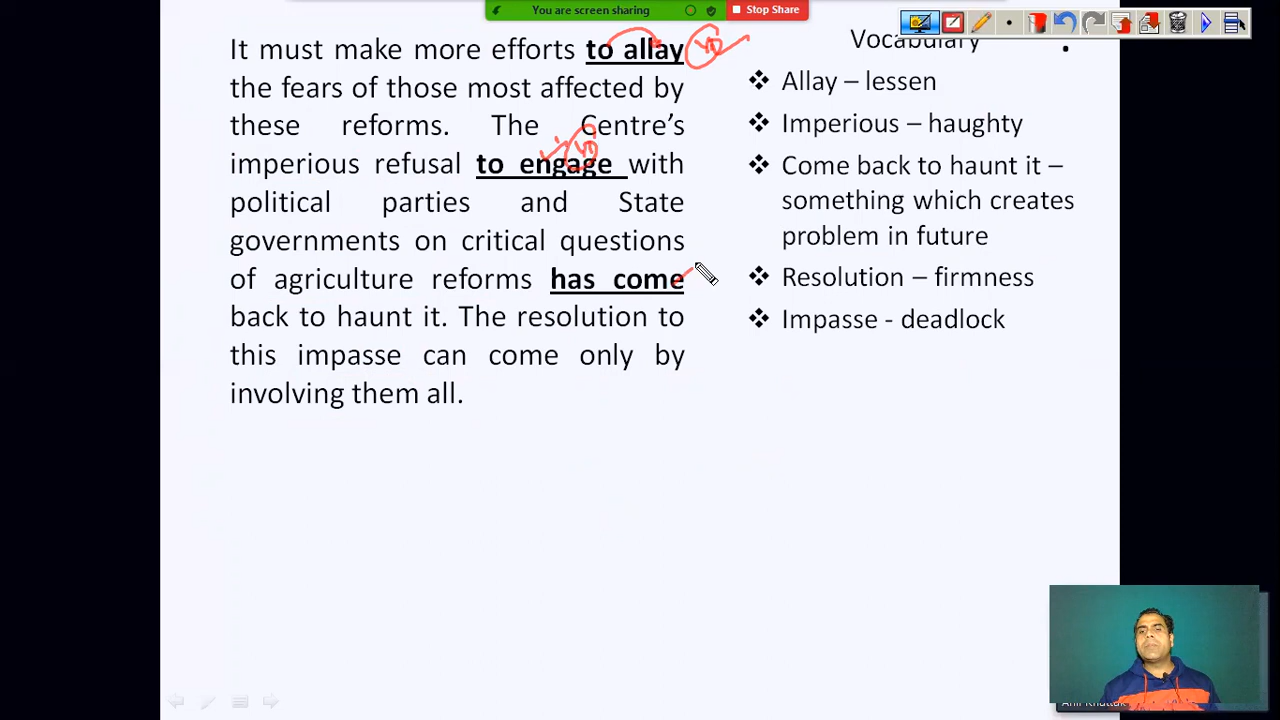 You are screen sharing
Stop Share
It must make more efforts to allay
the fears of those most affected by
these reforms. The Centre's
imperious refusal to engage with
political parties and State
governments on critical questions
of agriculture reforms has come
back to haunt it. The resolution to
this impasse can come only by
involving them all.
Vocabulary
❖ Allay – lessen
❖ Imperious – haughty
❖ Come back to haunt it –
something which creates
problem in future
❖ Resolution – firmness
❖ Impasse - deadlock